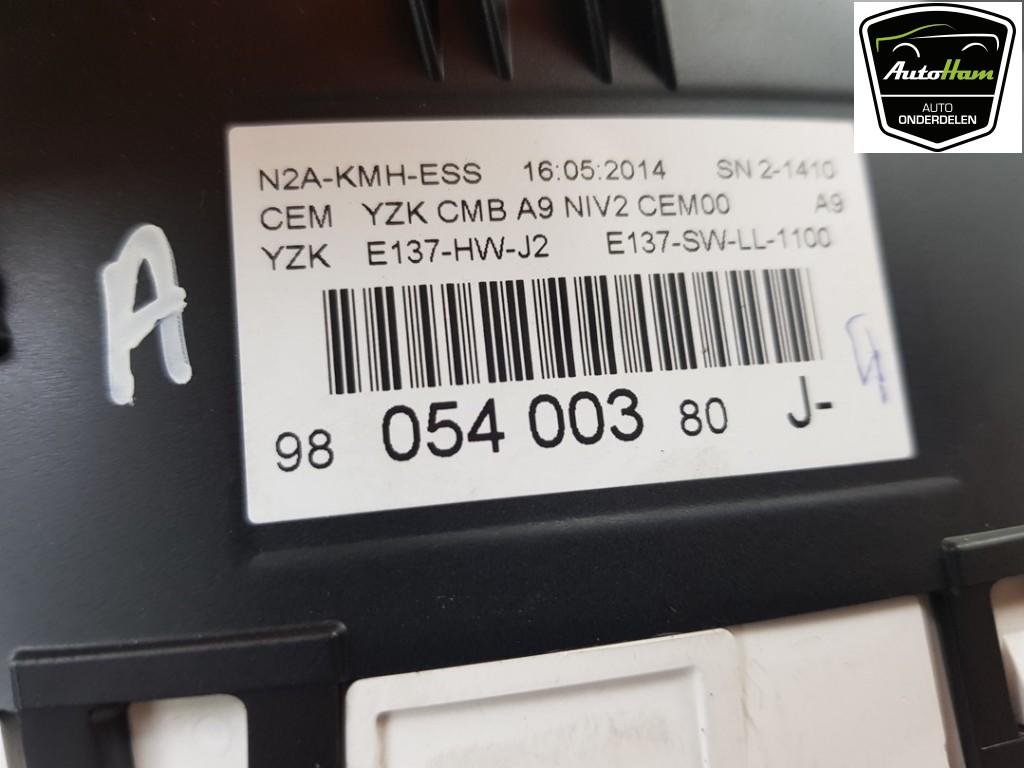 AutoHam
AUTO
ONDERDELEN
N2A-KMH-ESS 16:05:2014 SN 2-1410
CEM YZK CMB A9 NIV2 CEM00 A9
YZK E137-HW-J2 E137-SW-LL-1100
98 054 003 80 J-
A